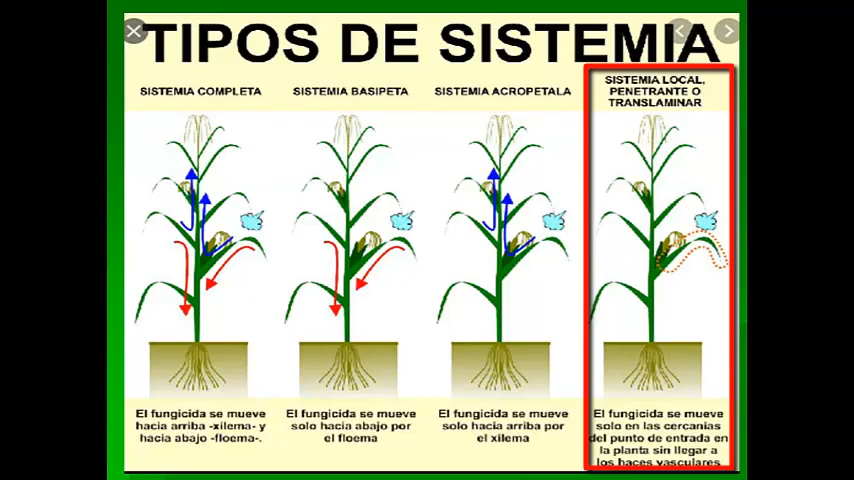 TIPOS DE SISTEMIA
SISTEMIA COMPLETA
SISTEMIA BASIPETA
SISTEMIA ACROPETALA
SISTEMIA LOCAL,
PENETRANTE O
TRANSLAMINAR
El fungicida se mueve
hacia arriba -xilema- y
hacia abajo -floema-.
El fungicida se mueve
solo hacia abajo por
el floema
El fungicida se mueve
solo hacia arriba por
el xilema
El fungicida se mueve
solo en las cercanias
del punto de entrada en
la planta sin llegar a
los haces vasculares